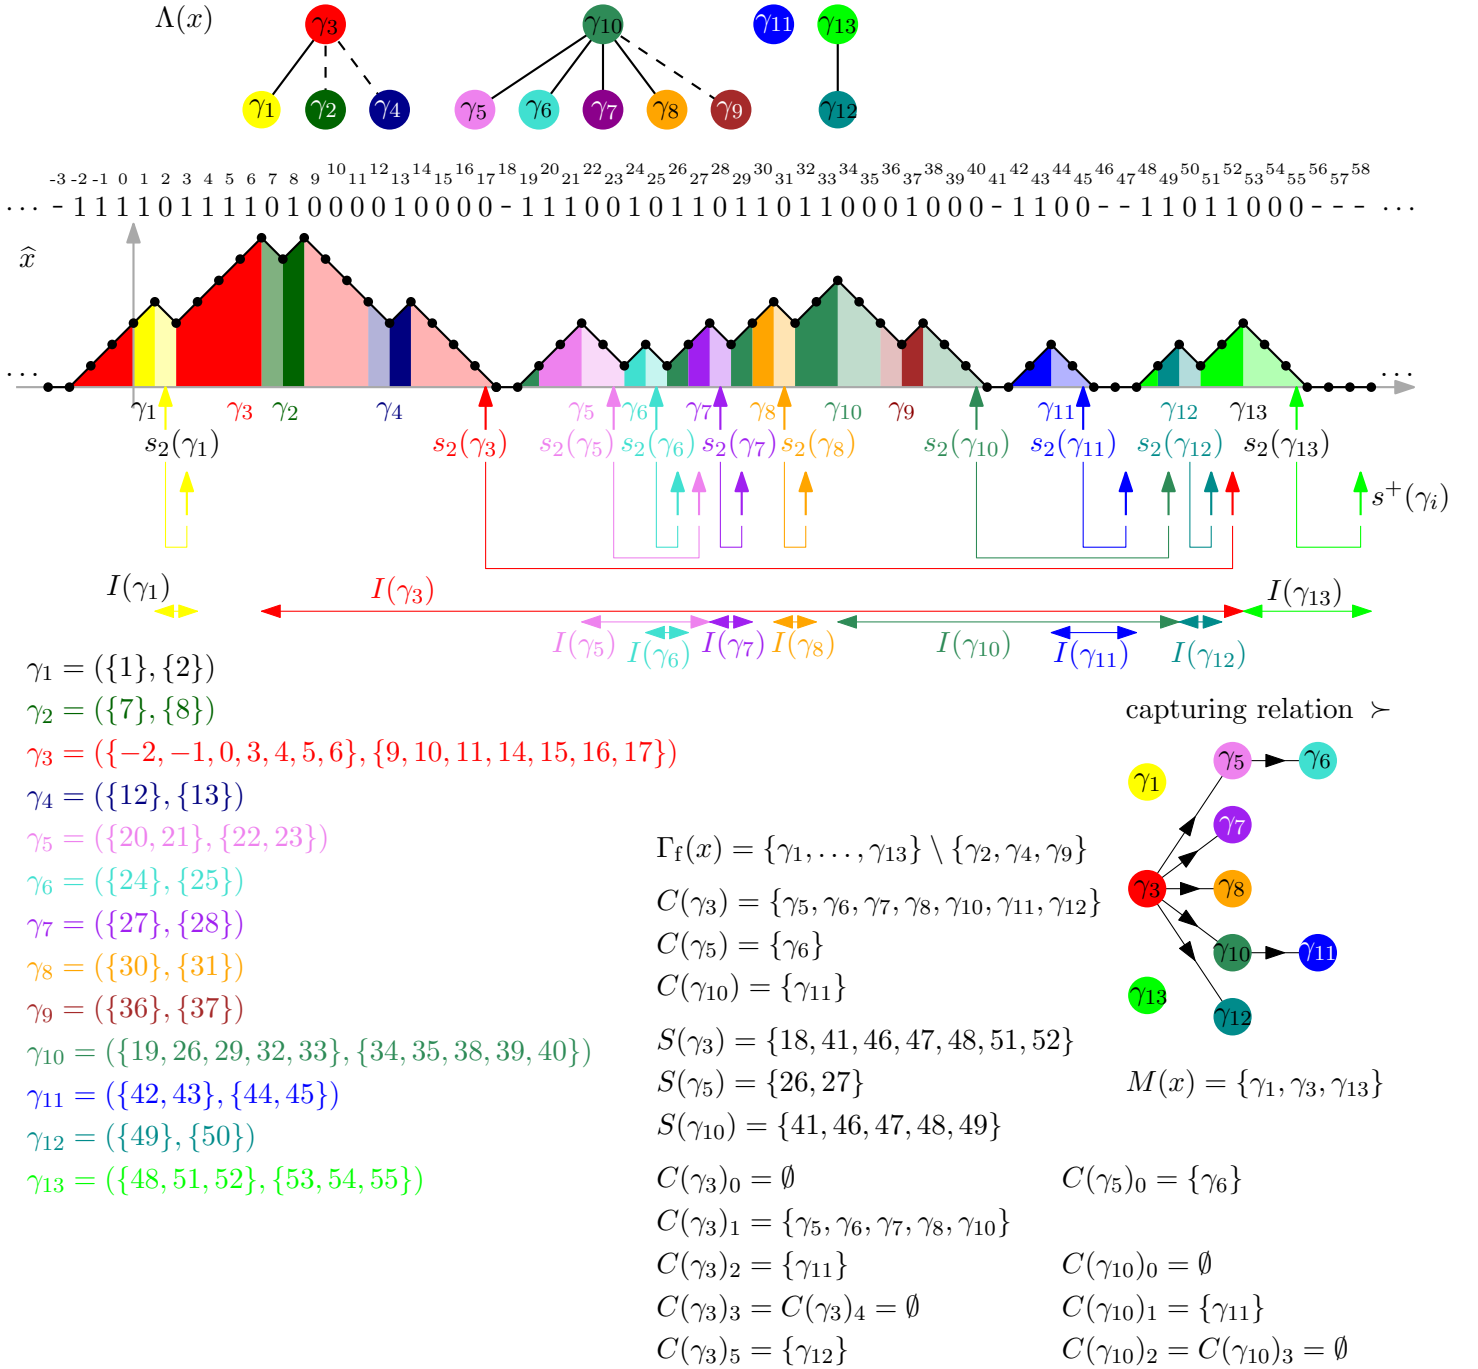 Λ(x) γ3 γ10 γ11 γ13
γ1 γ2 γ4 γ5 γ6 γ7 γ8 γ9 γ12
-3 -2 -1 0 1 2 3 4 5 6 7 8 9 10 11 12 13 14 15 16 17 18 19 20 21 22 23 24 25 26 27 28 29 30 31 32 33 34 35 36 37 38 39 40 41 42 43 44 45 46 47 48 49 50 51 52 53 54 55 56 57 58
··· - 1 1 1 1 0 1 1 1 1 0 1 0 0 0 0 1 0 0 0 0 - 1 1 1 0 0 1 0 1 1 0 1 1 0 1 1 0 0 1 0 0 0 - 1 1 0 0 - - 1 1 0 1 1 0 0 0 - - - ···
x̂
··· ···
γ1 γ3 γ2 γ4 γ5 γ6 γ7 γ8 γ10 γ9 γ11 γ12 γ13
s2(γ1) s2(γ3) s2(γ5) s2(γ6) s2(γ7) s2(γ8) s2(γ10) s2(γ11) s2(γ12) s2(γ13)
s⁺(γi)
I(γ1) I(γ3) I(γ13)
I(γ5) I(γ6) I(γ7) I(γ8) I(γ10) I(γ11) I(γ12)
γ1 = ({1}, {2})
γ2 = ({7}, {8})
γ3 = ({−2, −1, 0, 3, 4, 5, 6}, {9, 10, 11, 14, 15, 16, 17})
γ4 = ({12}, {13})
γ5 = ({20, 21}, {22, 23})
γ6 = ({24}, {25})
γ7 = ({27}, {28})
γ8 = ({30}, {31})
γ9 = ({36}, {37})
γ10 = ({19, 26, 29, 32, 33}, {34, 35, 38, 39, 40})
γ11 = ({42, 43}, {44, 45})
γ12 = ({49}, {50})
γ13 = ({48, 51, 52}, {53, 54, 55})
capturing relation ≻
γ5 γ6
γ1
γ7
γ3 γ8
γ10 γ11
γ13
γ12
M(x) = {γ1, γ3, γ13}
Γf(x) = {γ1, . . . , γ13} \ {γ2, γ4, γ9}
C(γ3) = {γ5, γ6, γ7, γ8, γ10, γ11, γ12}
C(γ5) = {γ6}
C(γ10) = {γ11}
S(γ3) = {18, 41, 46, 47, 48, 51, 52}
S(γ5) = {26, 27}
S(γ10) = {41, 46, 47, 48, 49}
C(γ3)0 = ∅ C(γ5)0 = {γ6}
C(γ3)1 = {γ5, γ6, γ7, γ8, γ10}
C(γ3)2 = {γ11} C(γ10)0 = ∅
C(γ3)3 = C(γ3)4 = ∅ C(γ10)1 = {γ11}
C(γ3)5 = {γ12} C(γ10)2 = C(γ10)3 = ∅